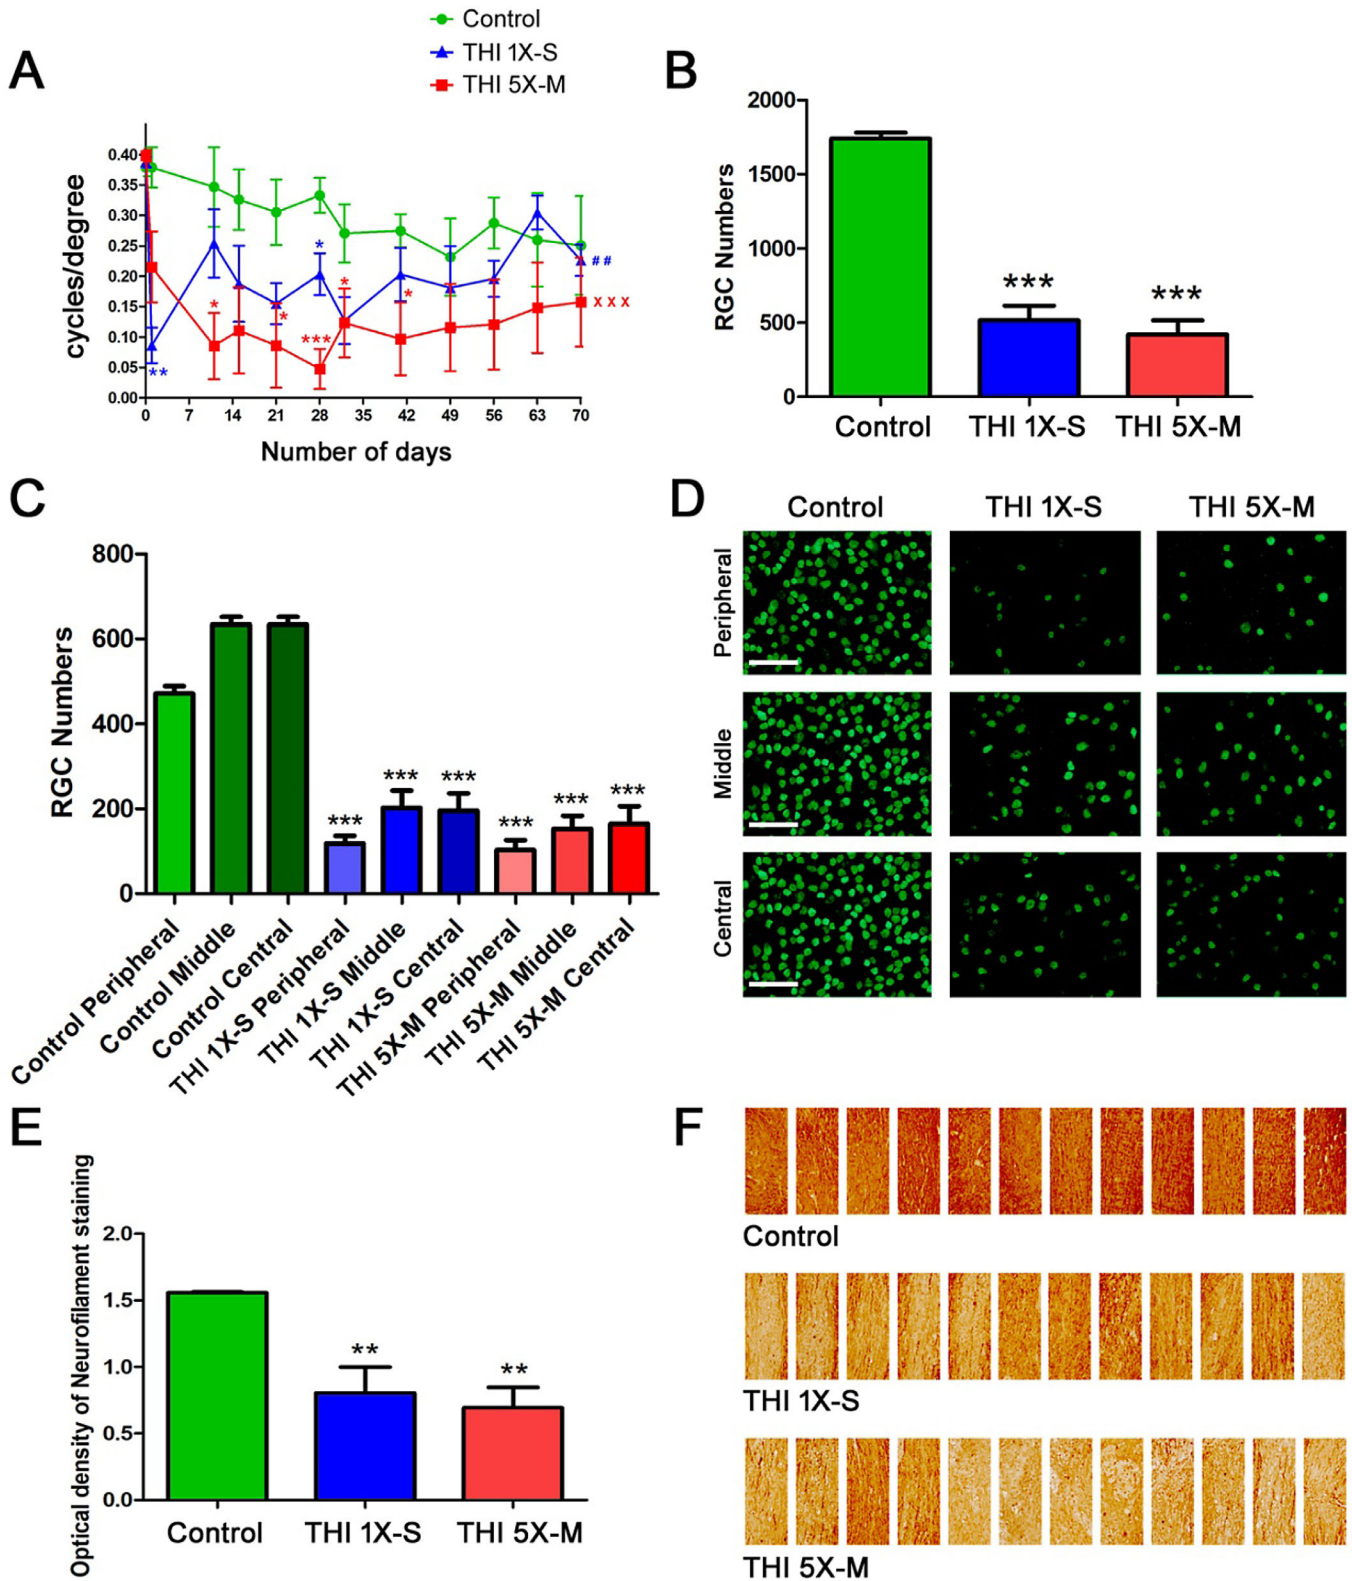 Control
THI 1X-S
THI 5X-M
A
cycles/degree
0.40
0.35
0.30
0.25
0.20
0.15
0.10
0.05
0.00
**
*
*
*
***
*
*
##
XXX
0 7 14 21 28 35 42 49 56 63 70
Number of days
B
RGC Numbers
2000
1500
1000
500
0
***
***
Control THI 1X-S THI 5X-M
C
RGC Numbers
800
600
400
200
0
***
***
***
***
***
***
Control Peripheral
Control Middle
Control Central
THI 1X-S Peripheral
THI 1X-S Middle
THI 1X-S Central
THI 5X-M Peripheral
THI 5X-M Middle
THI 5X-M Central
D
Control THI 1X-S THI 5X-M
Peripheral
Middle
Central
E
Optical density of Neurofilament staining
2.0
1.5
1.0
0.5
0.0
**
**
Control THI 1X-S THI 5X-M
F
Control
THI 1X-S
THI 5X-M